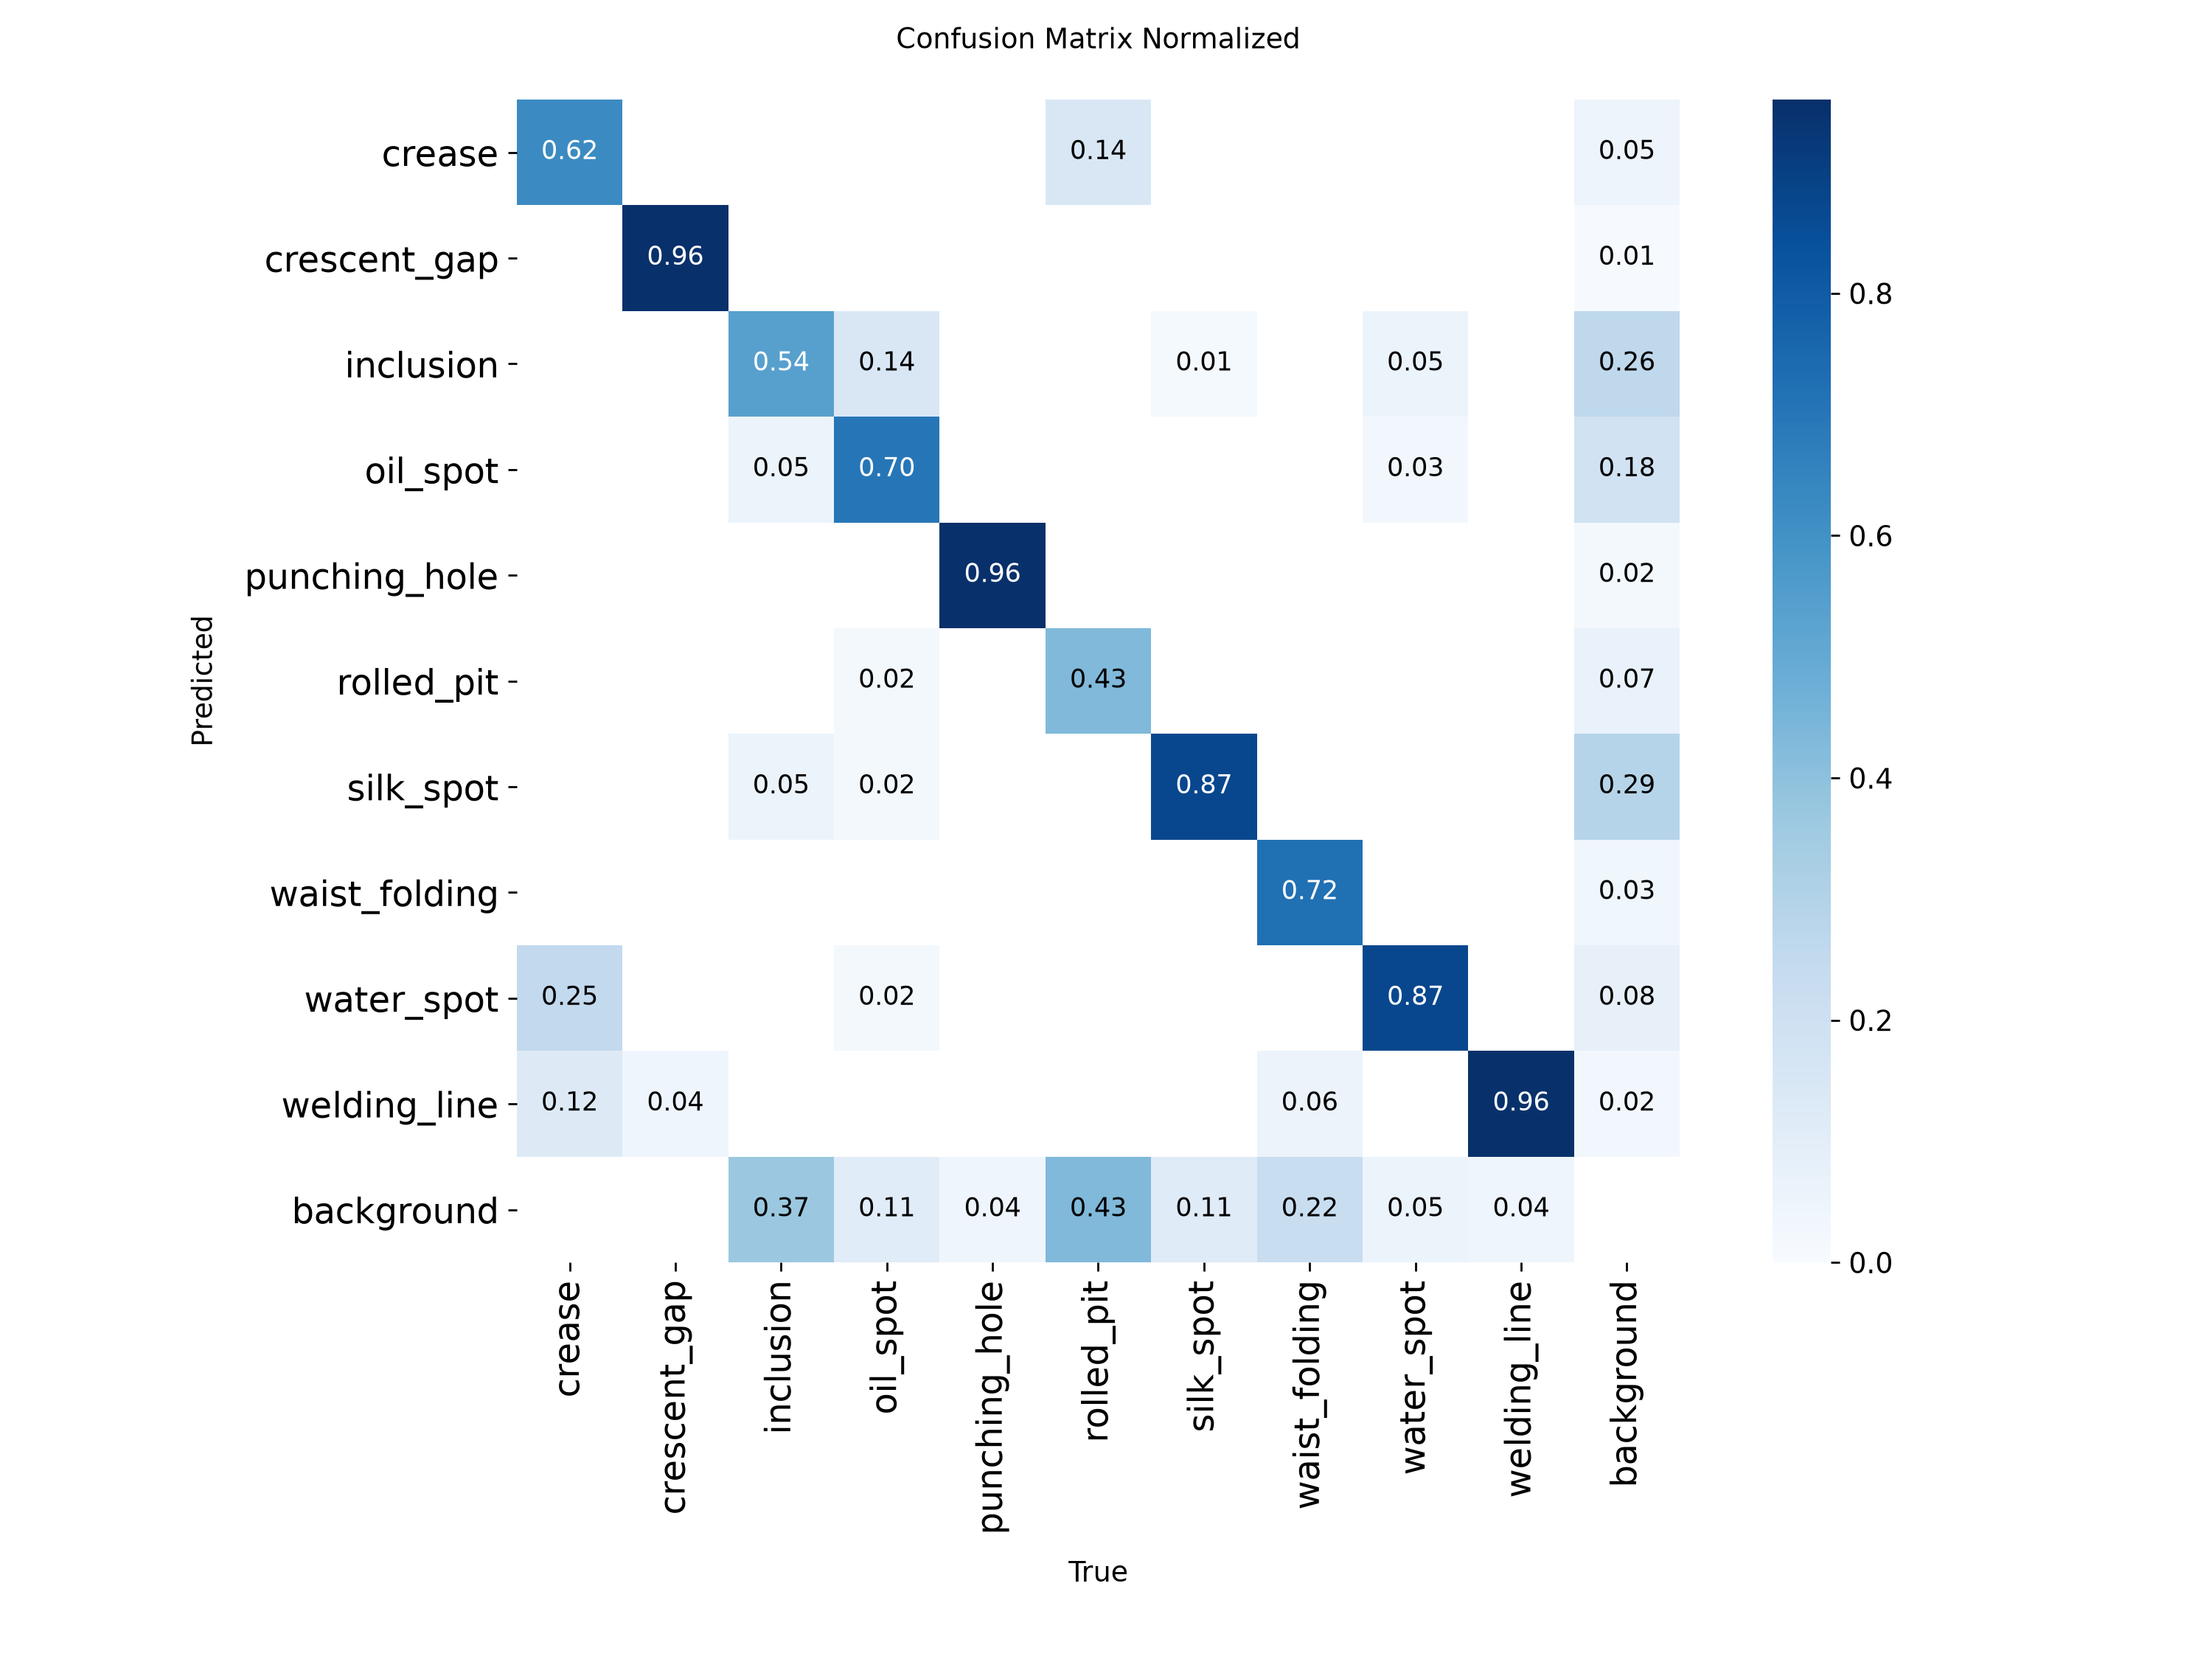 Confusion Matrix Normalized
crease 0.62 0.14 0.05
crescent_gap 0.96 0.01
0.8
inclusion 0.54 0.14 0.01 0.05 0.26
oil_spot 0.05 0.70 0.03 0.18
0.6
punching_hole 0.96 0.02
Predicted
rolled_pit 0.02 0.43 0.07
0.4
silk_spot 0.05 0.02 0.87 0.29
waist_folding 0.72 0.03
water_spot 0.25 0.02 0.87 0.08
0.2
welding_line 0.12 0.04 0.06 0.96 0.02
background 0.37 0.11 0.04 0.43 0.11 0.22 0.05 0.04
0.0
crease
crescent_gap
inclusion
oil_spot
punching_hole
rolled_pit
silk_spot
waist_folding
water_spot
welding_line
background
True